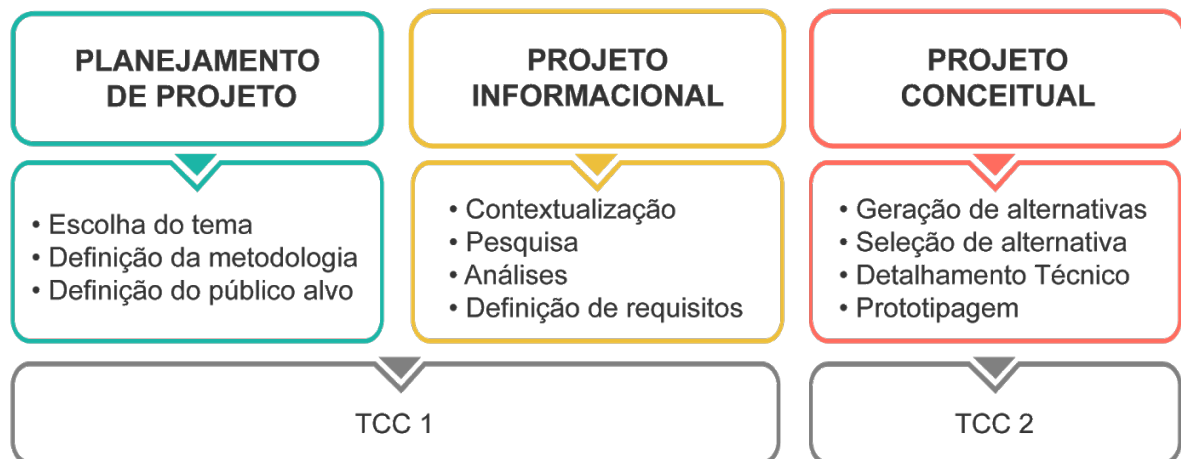 PLANEJAMENTO
DE PROJETO
• Escolha do tema
• Definição da metodologia
• Definição do público alvo
PROJETO
INFORMACIONAL
• Contextualização
• Pesquisa
• Análises
• Definição de requisitos
PROJETO
CONCEITUAL
• Geração de alternativas
• Seleção de alternativa
• Detalhamento Técnico
• Prototipagem
TCC 1
TCC 2